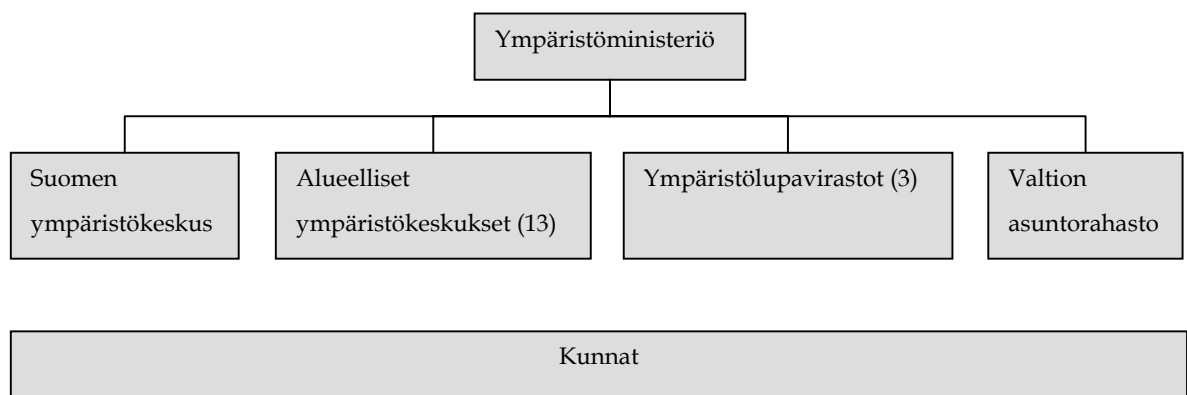 Ympäristöministeriö
Suomen
ympäristökeskus
Alueelliset
ympäristökeskukset (13)
Ympäristölupavirastot (3)
Valtion
asuntorahasto
Kunnat